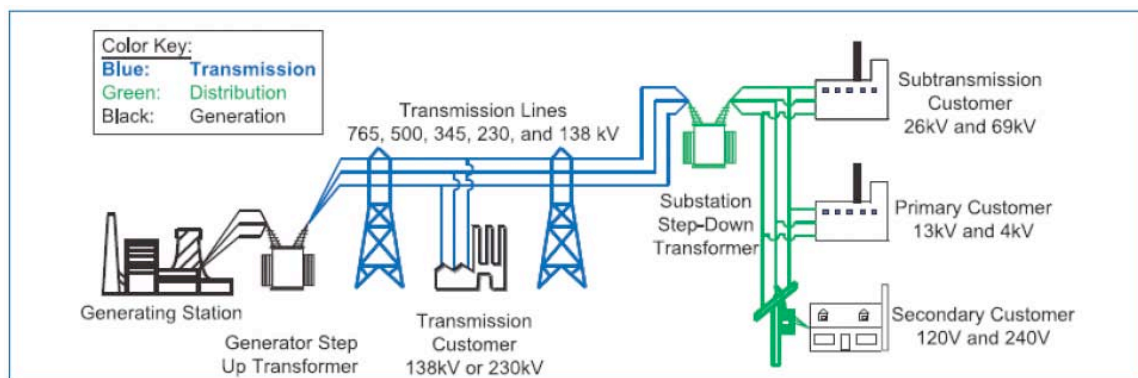 Color Key:
Blue: Transmission
Green: Distribution
Black: Generation
Transmission Lines
765, 500, 345, 230, and 138 kV
Subtransmission
Customer
26kV and 69kV
Substation
Step-Down
Transformer
Primary Customer
13kV and 4kV
Generating Station
Generator Step
Up Transformer
Transmission
Customer
138kV or 230kV
Secondary Customer
120V and 240V